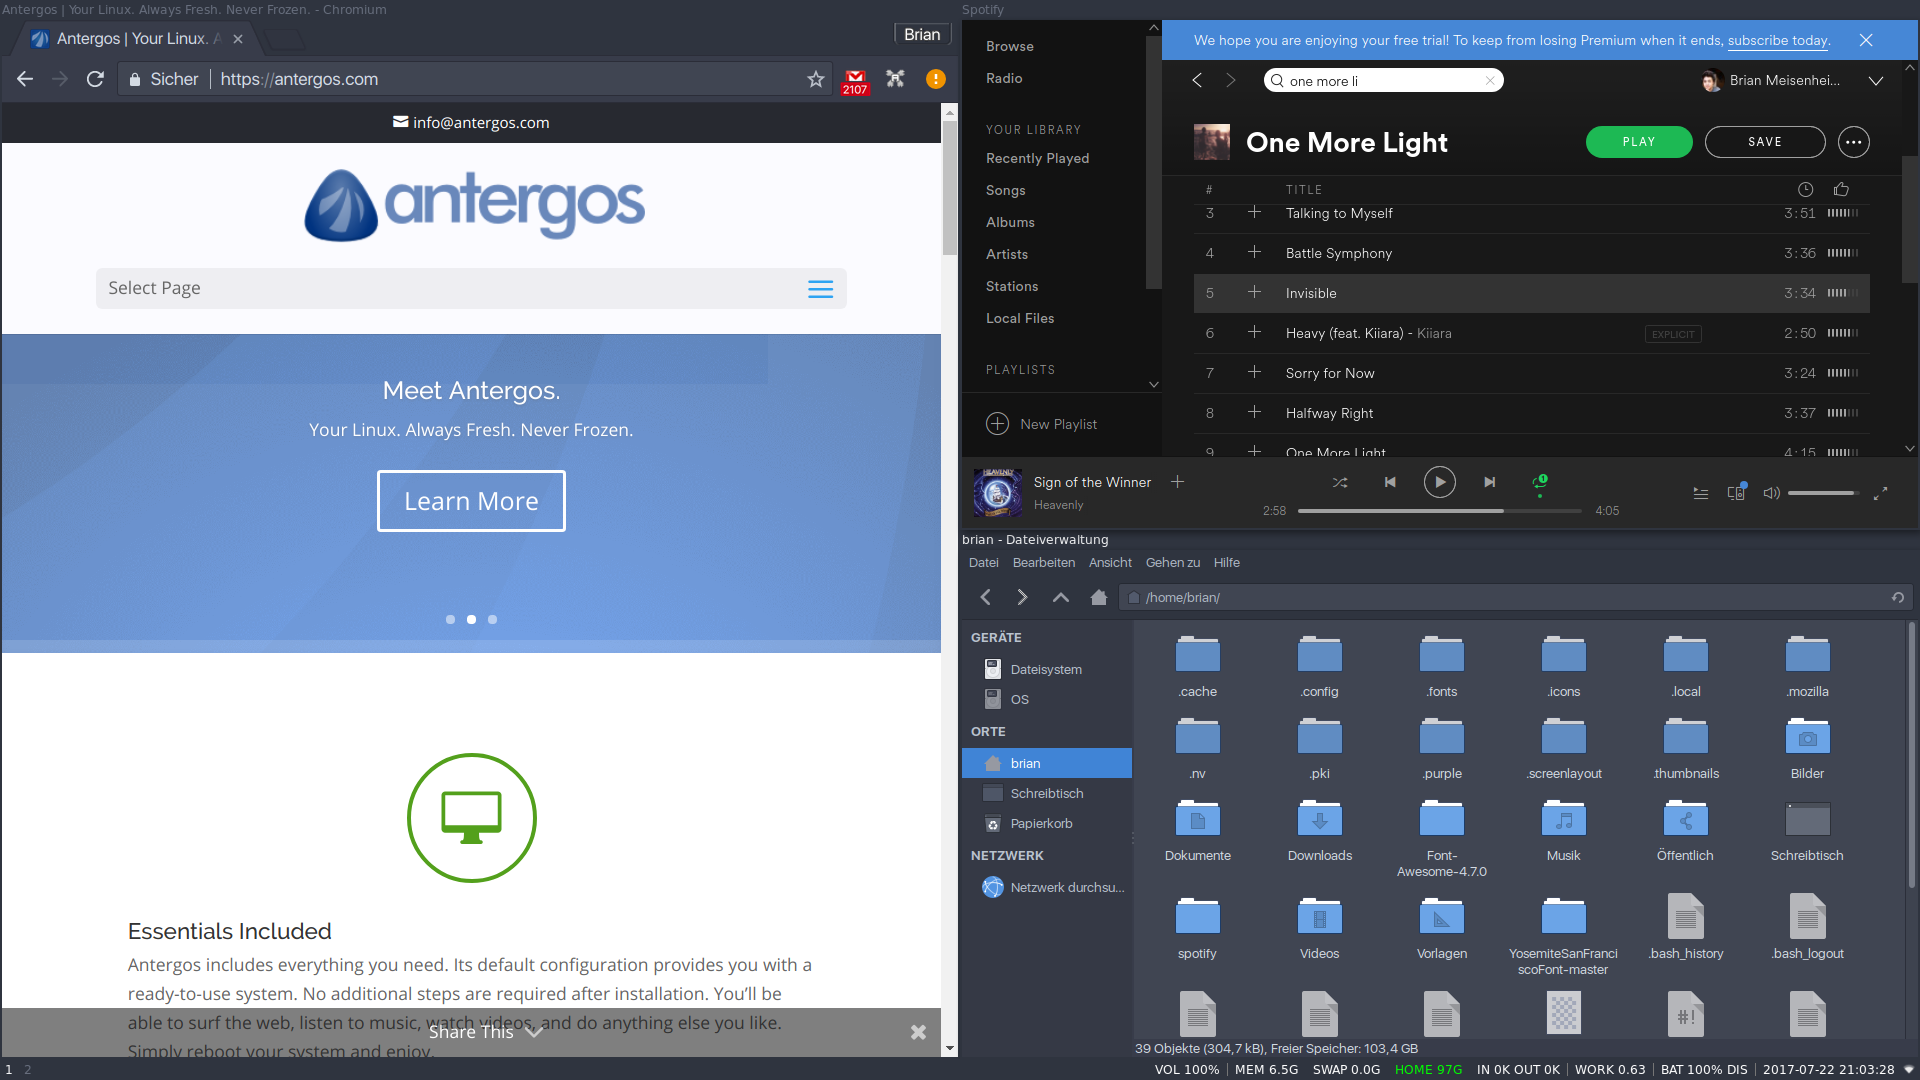 Antergos | Your Linux. Always Fresh. Never Frozen. - Chromium
Antergos | Your Linux. A
Brian
Sicher
https://antergos.com
2107
info@antergos.com
antergos
Select Page
Meet Antergos.
Your Linux. Always Fresh. Never Frozen.
Learn More
Essentials Included
Antergos includes everything you need. Its default configuration provides you with a
ready-to-use system. No additional steps are required after installation. You'll be
able to surf the web, listen to music, watch videos, and do anything else you like.
Simply reboot your system and enjoy.
Share This
Spotify
Browse
Radio
YOUR LIBRARY
Recently Played
Songs
Albums
Artists
Stations
Local Files
PLAYLISTS
New Playlist
We hope you are enjoying your free trial! To keep from losing Premium when it ends, subscribe today.
one more li
Brian Meisenhei...
One More Light
PLAY
SAVE
# TITLE
3 Talking to Myself 3:51
4 Battle Symphony 3:36
5 Invisible 3:34
6 Heavy (feat. Kiiara) - Kiiara EXPLICIT 2:50
7 Sorry for Now 3:24
8 Halfway Right 3:37
9 One More Light 4:15
HEAVENLY
Sign of the Winner
Heavenly
2:58
4:05
1
brian - Dateiverwaltung
Datei Bearbeiten Ansicht Gehen zu Hilfe
/home/brian/
GERÄTE
Dateisystem
OS
ORTE
brian
Schreibtisch
Papierkorb
NETZWERK
Netzwerk durchsu...
.cache .config .fonts .icons .local .mozilla
.nv .pki .purple .screenlayout .thumbnails Bilder
Dokumente Downloads Font-Awesome-4.7.0 Musik Öffentlich Schreibtisch
spotify Videos Vorlagen YosemiteSanFranciscoFont-master .bash_history .bash_logout
#!
39 Objekte (304,7 kB), Freier Speicher: 103,4 GB
1 2
VOL 100% | MEM 6.5G SWAP 0.0G HOME 97G IN 0K OUT 0K | WORK 0.63 | BAT 100% DIS | 2017-07-22 21:03:28